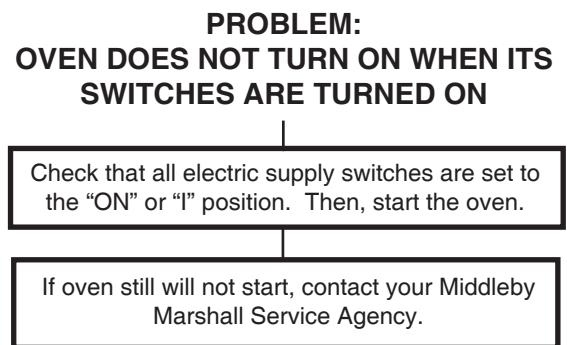 PROBLEM:
OVEN DOES NOT TURN ON WHEN ITS
SWITCHES ARE TURNED ON
Check that all electric supply switches are set to
the “ON” or “I” position. Then, start the oven.
If oven still will not start, contact your Middleby
Marshall Service Agency.